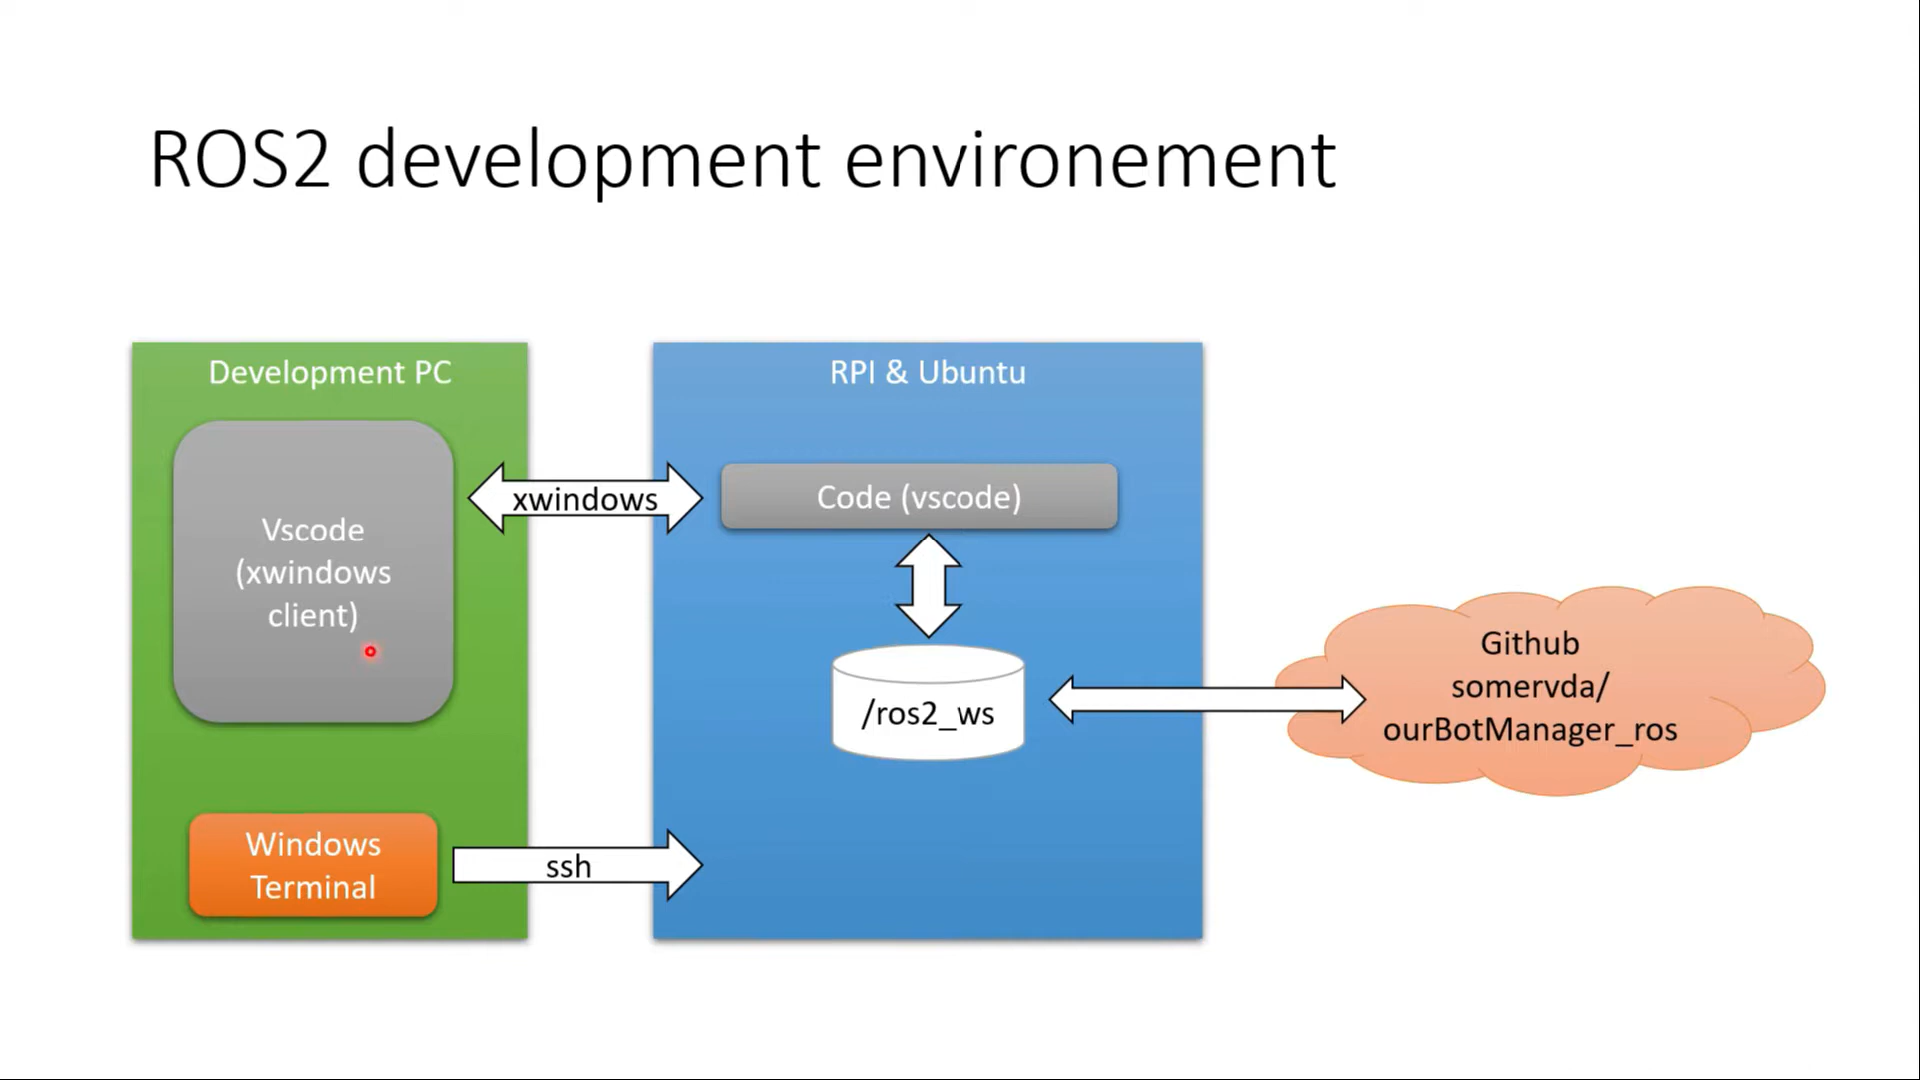 ROS2 development environement
Development PC
Vscode
(xwindows
client)
Windows
Terminal
xwindows
ssh
RPI & Ubuntu
Code (vscode)
/ros2_ws
Github
somervda/
ourBotManager_ros